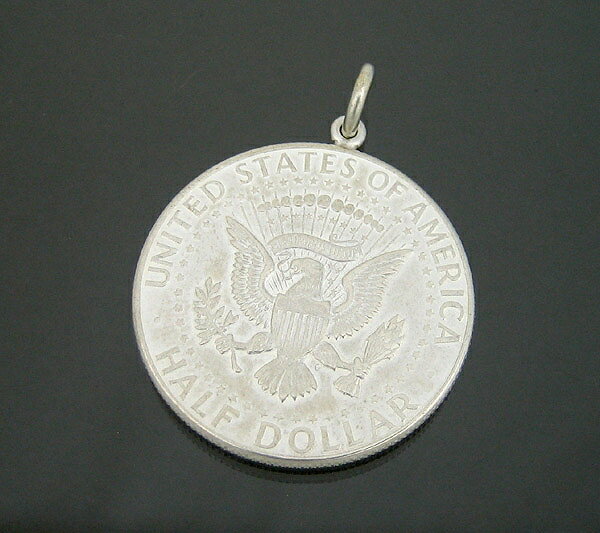 UNITED STATES OF AMERICA
HALF DOLLAR